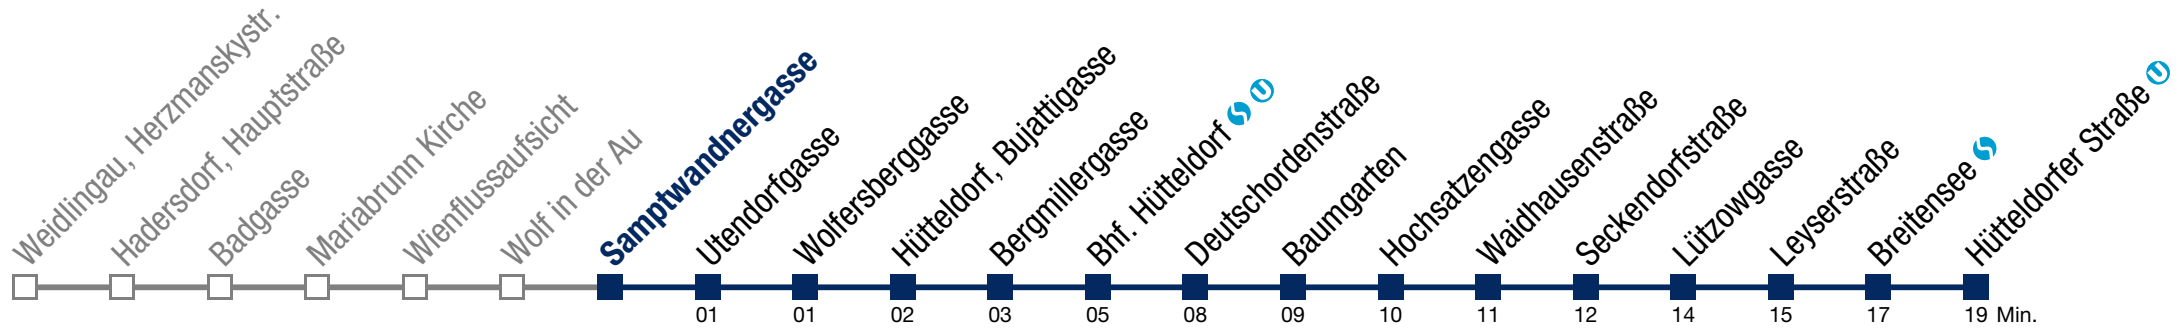 Weidlingau, Herzmanskystr.
Hadersdorf, Hauptstraße
Badgasse
Mariabrunn Kirche
Wienflussaufsicht
Wolf in der Au
Samptwandnergasse
Utendorfgasse
Wolfersberggasse
Hütteldorf, Bujattigasse
Bergmillergasse
Bhf. Hütteldorf S U
Deutschordenstraße
Baumgarten
Hochsatzengasse
Waidhausenstraße
Seckendorfstraße
Lützowgasse
Leyserstraße
Breitensee S
Hütteldorfer Straße U
01 01 02 03 05 08 09 10 11 12 14 15 17 19 Min.